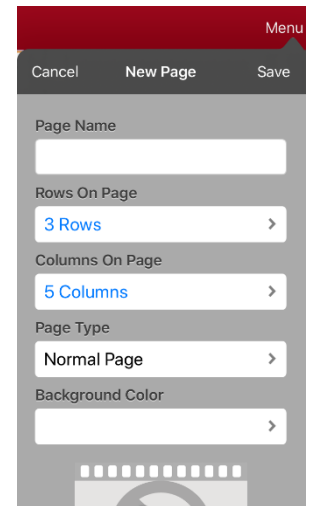 Menu
Cancel New Page Save
Page Name
Rows On Page
3 Rows
Columns On Page
5 Columns
Page Type
Normal Page
Background Color